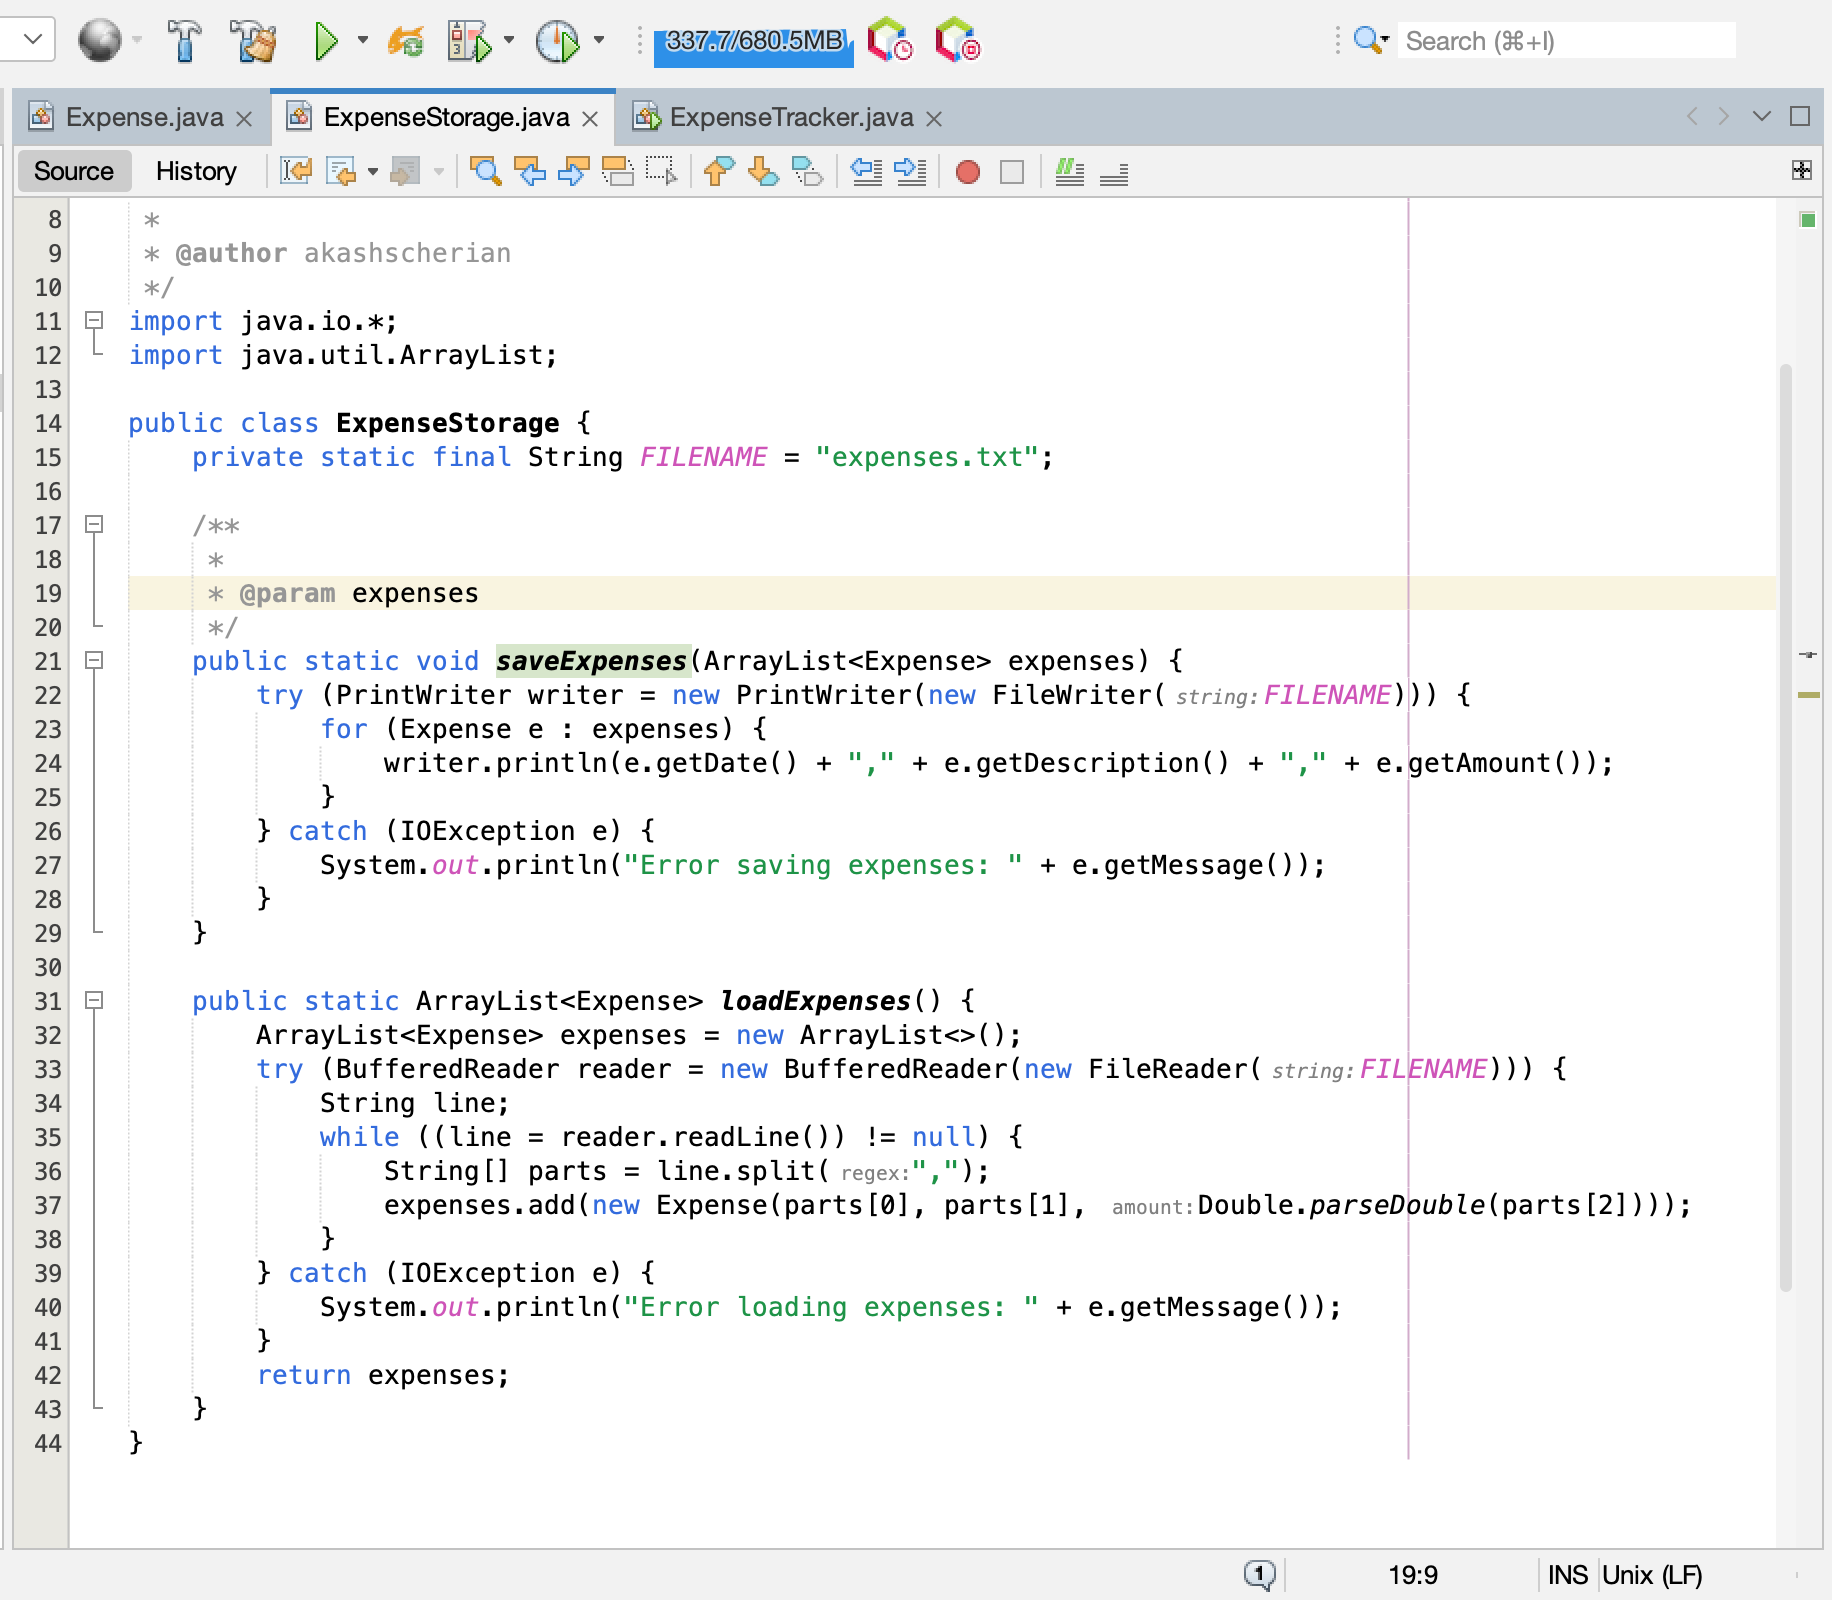 337.7/680.5MB
Search (⌘+I)
Expense.java
ExpenseStorage.java
ExpenseTracker.java
Source History
8 *
9 * @author akashscherian
10 */
11 import java.io.*;
12 import java.util.ArrayList;
13
14 public class ExpenseStorage {
15 private static final String FILENAME = "expenses.txt";
16
17 /**
18 *
19 * @param expenses
20 */
21 public static void saveExpenses(ArrayList<Expense> expenses) {
22 try (PrintWriter writer = new PrintWriter(new FileWriter( string:FILENAME))) {
23 for (Expense e : expenses) {
24 writer.println(e.getDate() + "," + e.getDescription() + "," + e.getAmount());
25 }
26 } catch (IOException e) {
27 System.out.println("Error saving expenses: " + e.getMessage());
28 }
29 }
30
31 public static ArrayList<Expense> loadExpenses() {
32 ArrayList<Expense> expenses = new ArrayList<>();
33 try (BufferedReader reader = new BufferedReader(new FileReader( string:FILENAME))) {
34 String line;
35 while ((line = reader.readLine()) != null) {
36 String[] parts = line.split( regex:",");
37 expenses.add(new Expense(parts[0], parts[1], amount:Double.parseDouble(parts[2])));
38 }
39 } catch (IOException e) {
40 System.out.println("Error loading expenses: " + e.getMessage());
41 }
42 return expenses;
43 }
44 }
1 19:9 INS Unix (LF)